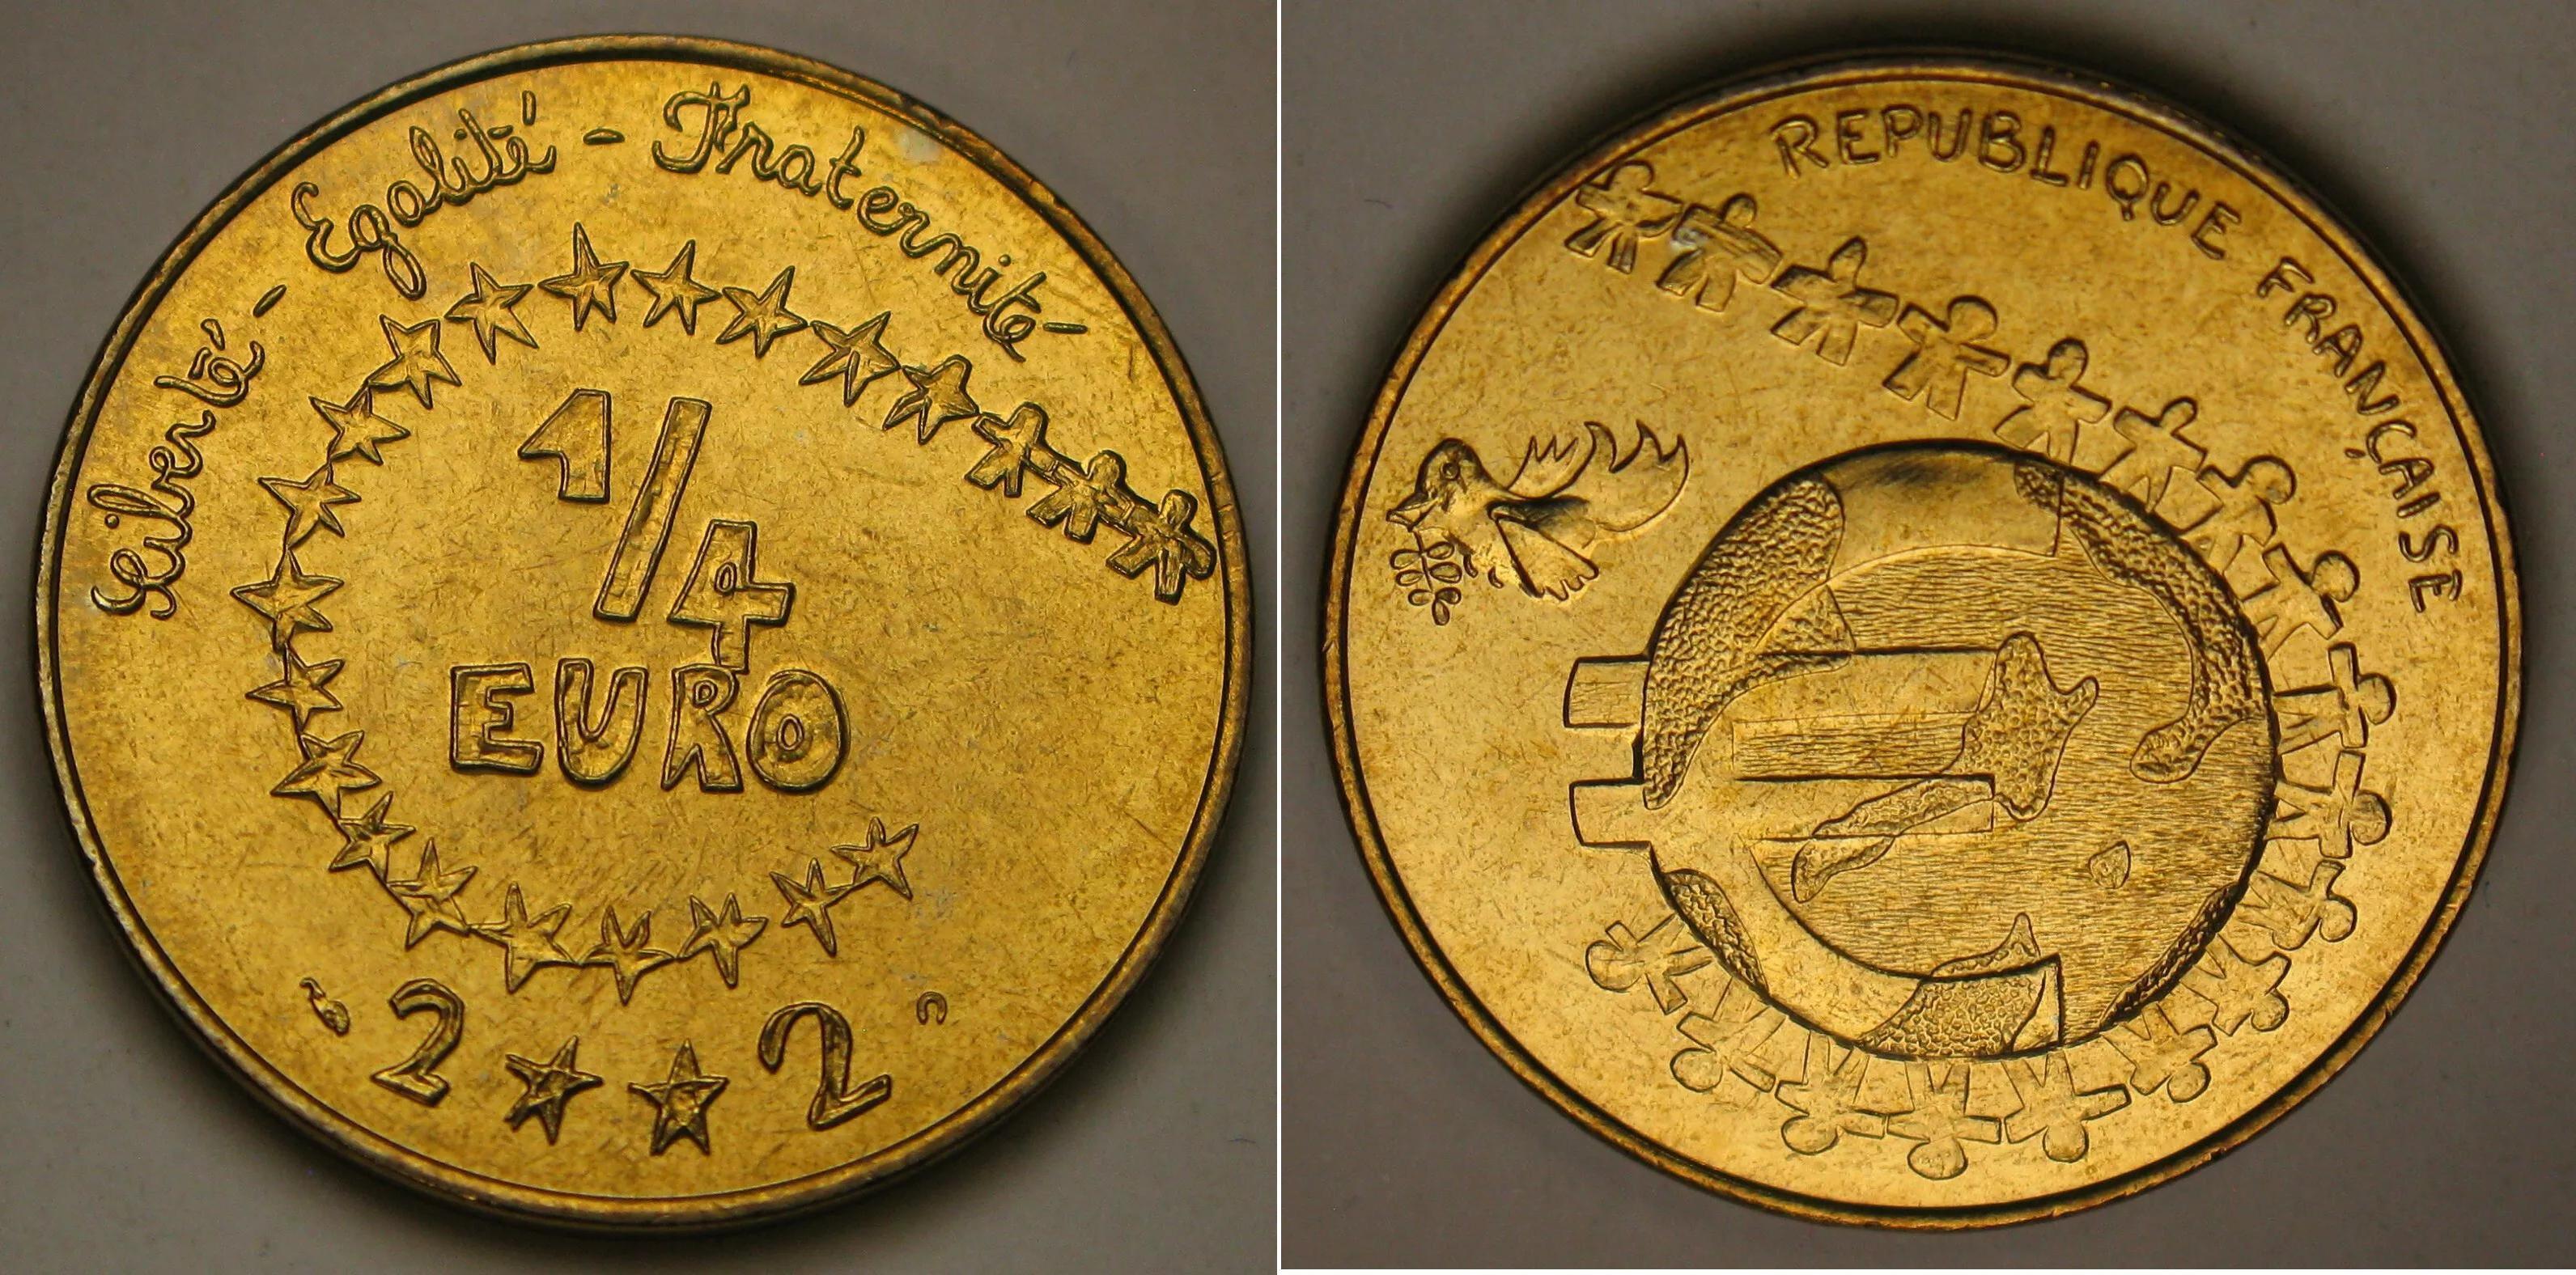 Liberté - Egalité - Fraternité
1/4
EURO
2 ★★ 2
REPUBLIQUE FRANÇAISE